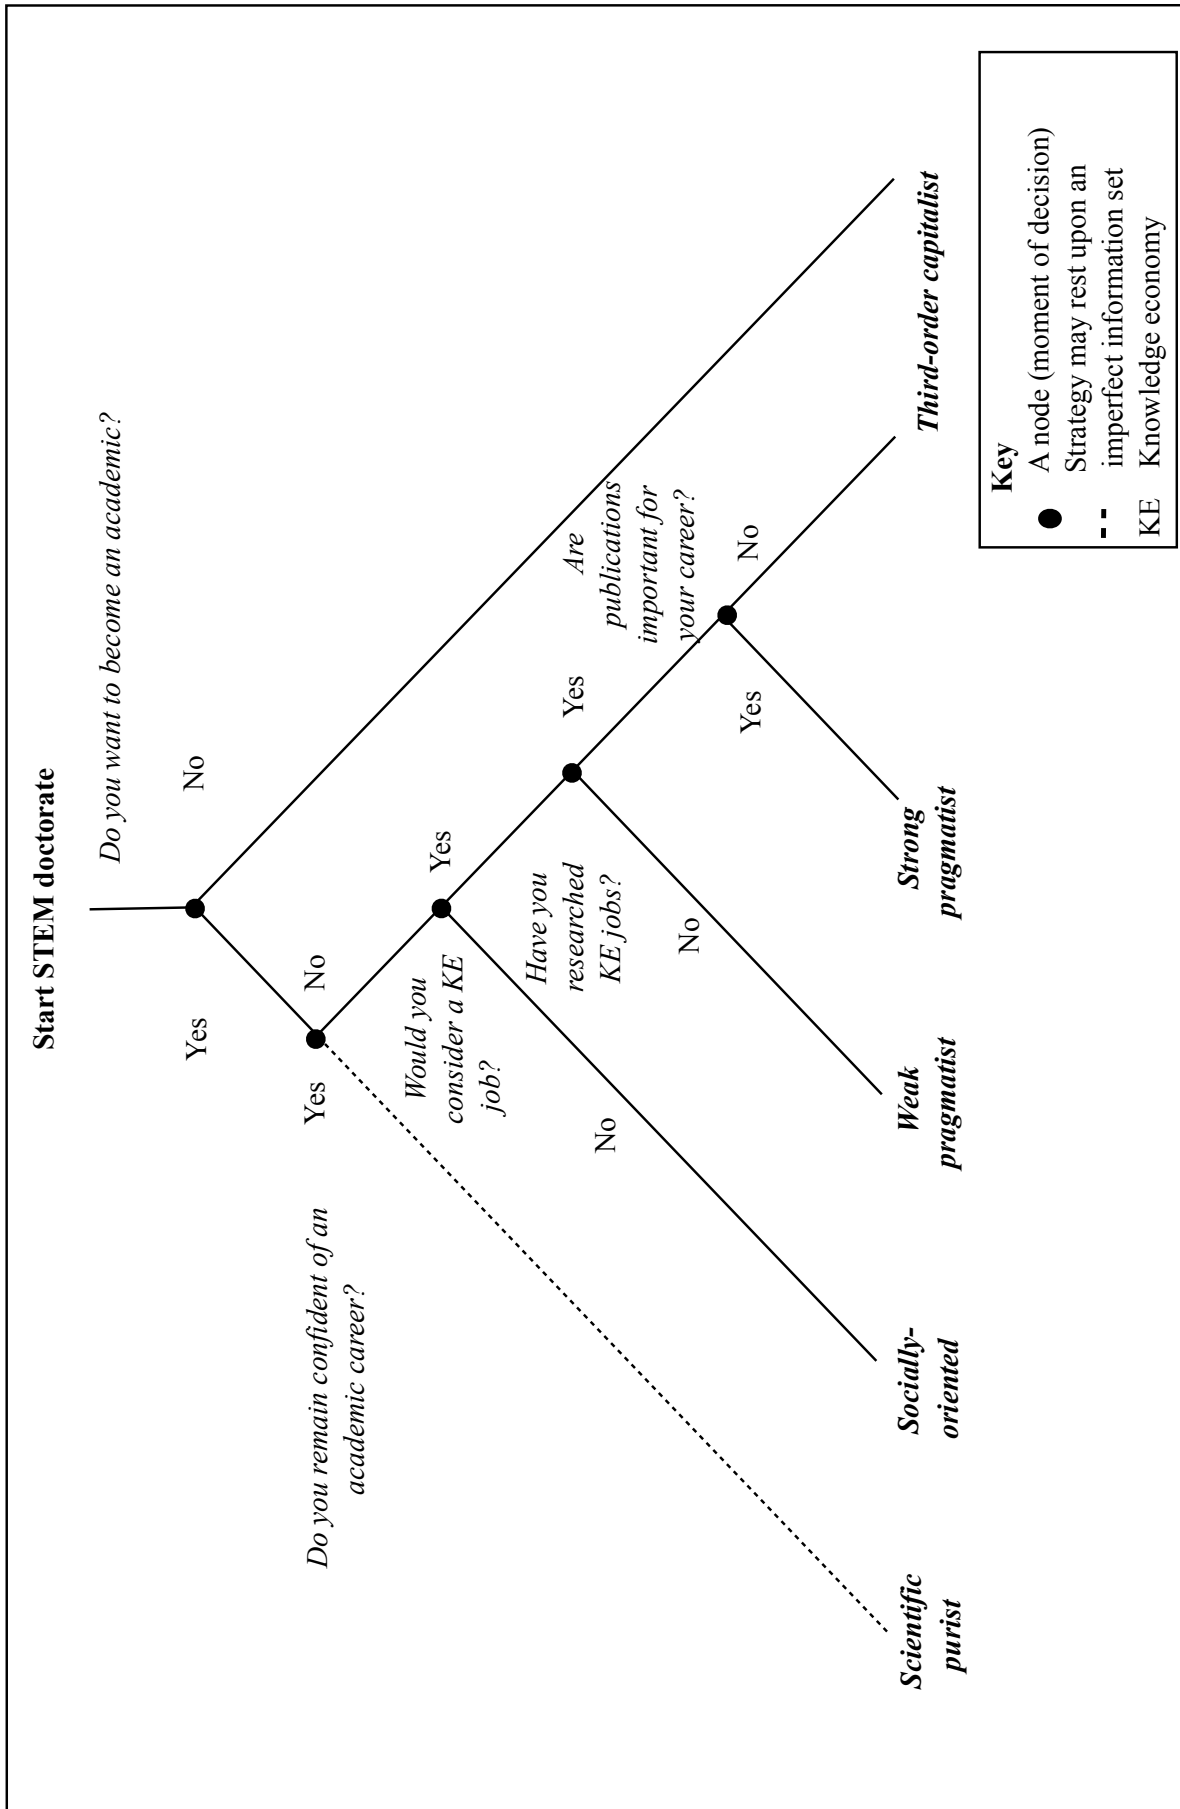 Start STEM doctorate
Do you want to become an academic?
Yes
No
Do you remain confident of an
academic career?
Yes
No
Would you
consider a KE
job?
Yes
No
Have you
researched
KE jobs?
Yes
No
Are
publications
important for
your career?
Yes
No
Scientific
purist
Socially-
oriented
Weak
pragmatist
Strong
pragmatist
Third-order capitalist
Key
A node (moment of decision)
Strategy may rest upon an
imperfect information set
KE Knowledge economy